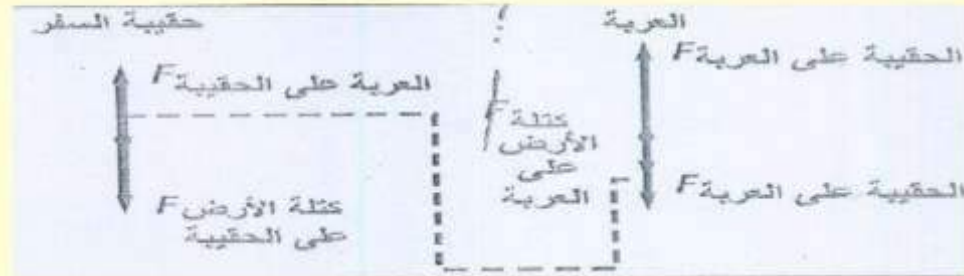 حقيبة السفر
العربة
F العربة على الحقيبة
F الحقيبة على العربة
F كتلة الأرض على العربة
F الحقيبة على العربة
F كتلة الأرض
على الحقيبة